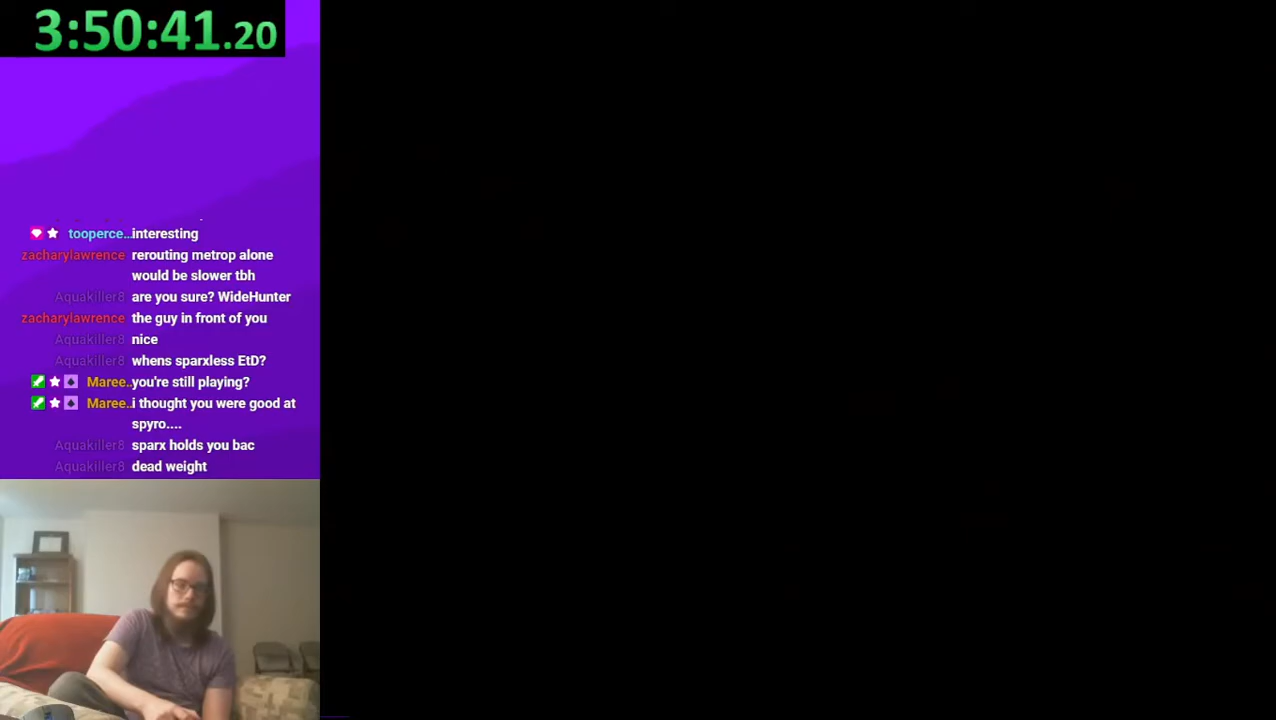 3:50:41.20
tooperce… interesting
zacharylawrence rerouting metrop alone
would be slower tbh
Aquakiller8 are you sure? WideHunter
zacharylawrence the guy in front of you
Aquakiller8 nice
Aquakiller8 whens sparxless EtD?
Maree… you're still playing?
Maree… i thought you were good at
spyro....
Aquakiller8 sparx holds you bac
Aquakiller8 dead weight